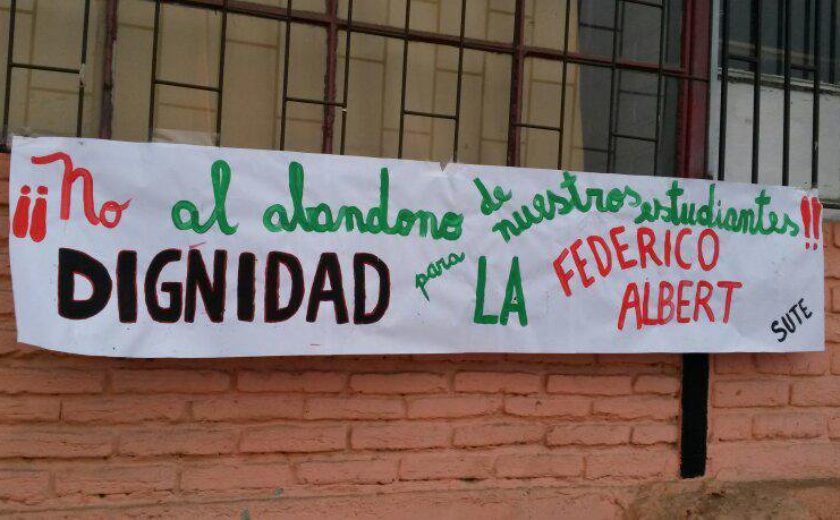 ¡¡No al abandono de nuestros estudiantes!!
DIGNIDAD para LA FEDERICO ALBERT
SUTE